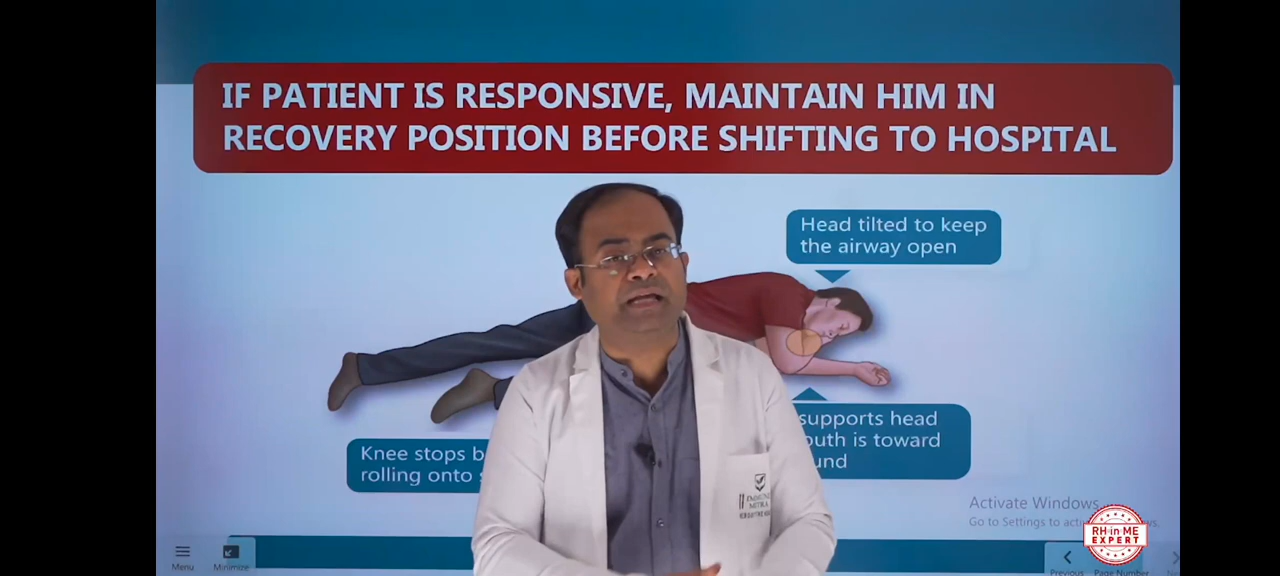 IF PATIENT IS RESPONSIVE, MAINTAIN HIM IN
RECOVERY POSITION BEFORE SHIFTING TO HOSPITAL
Head tilted to keep
the airway open
supports head
is toward
Knee stops
rolling onto
MITRA
Activate Windows
Go to Settings to
RH in ME
EXPERT
Menu
Minimize
Previous
Page Number